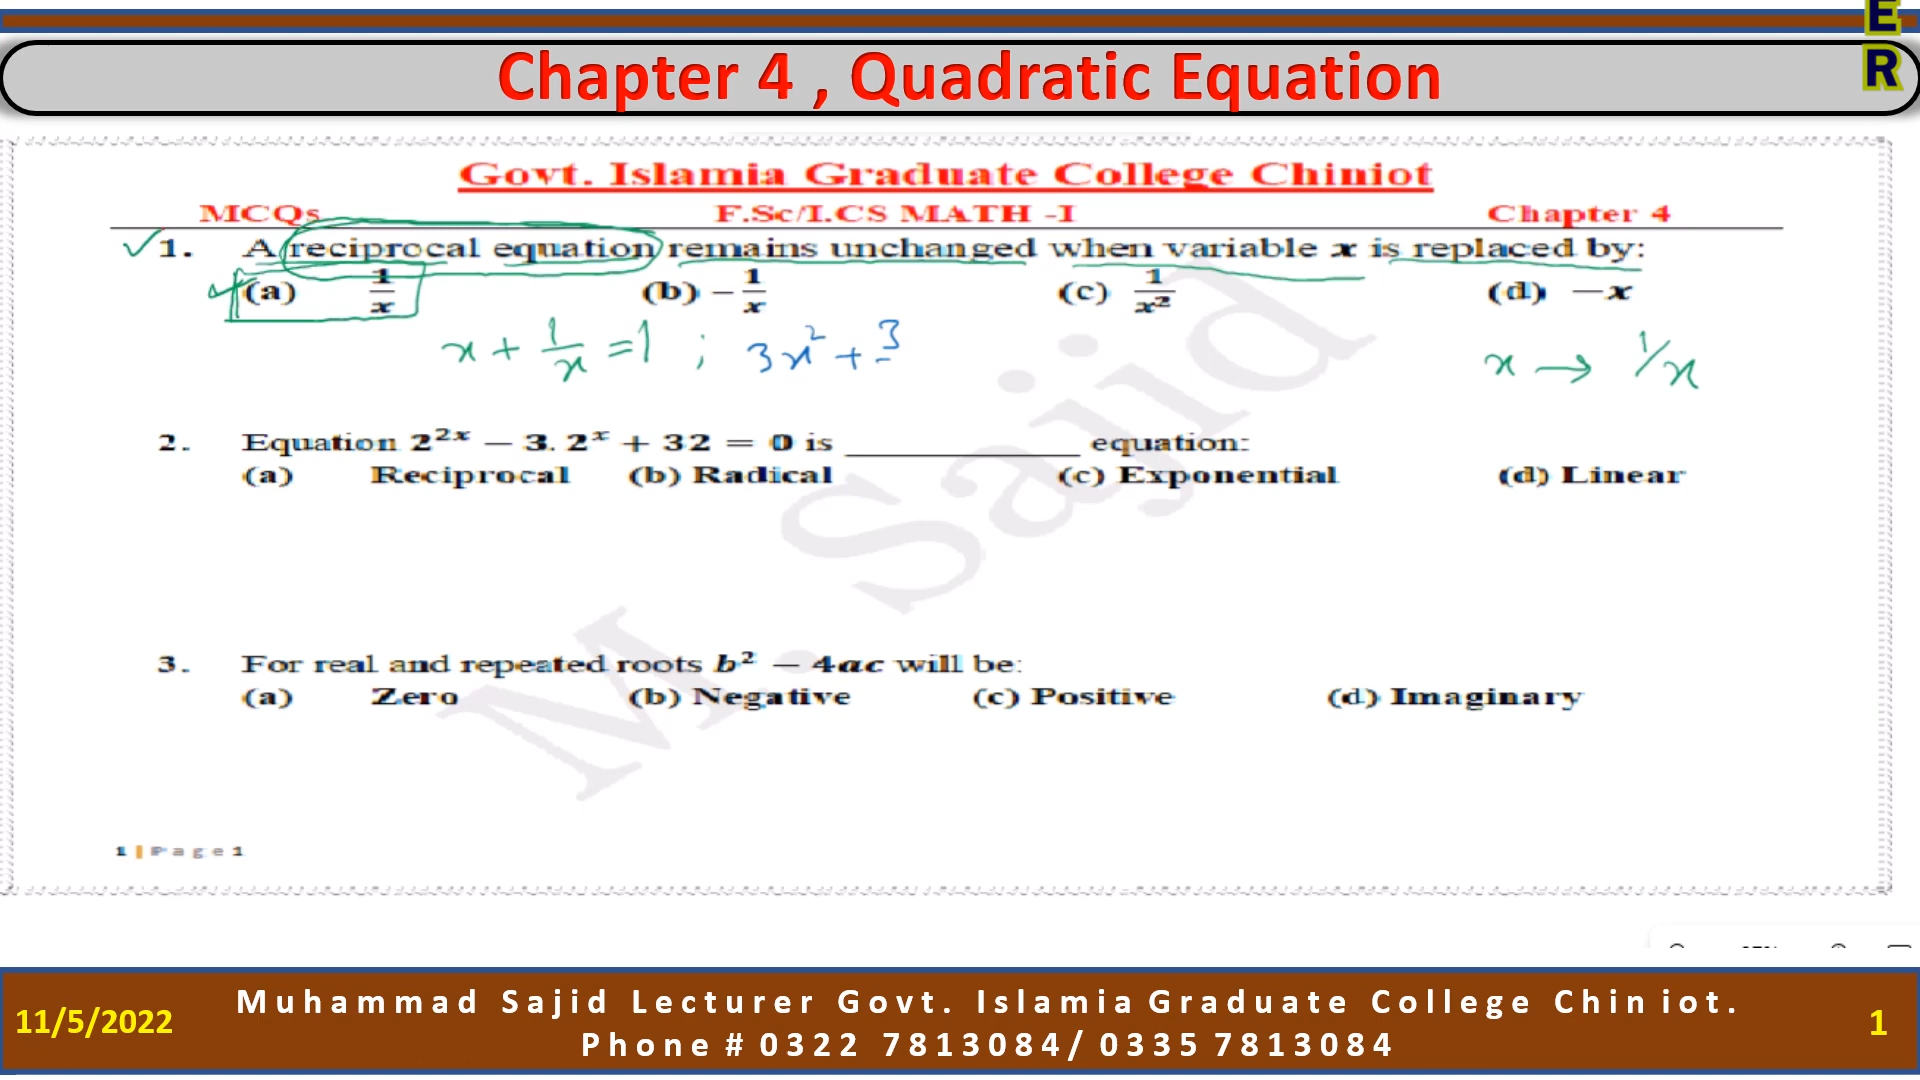 E
R
Chapter 4 , Quadratic Equation
Govt. Islamia Graduate College Chiniot
MCQs F.Sc/I.CS MATH -I Chapter 4
✓1. A reciprocal equation remains unchanged when variable x is replaced by:
(a) 1/x (b) -1/x (c) 1/x² (d) −x
x + 1/x = 1 ; 3x² + 3 x → 1/x
2. Equation 2²ˣ − 3. 2ˣ + 32 = 0 is __________ equation:
(a) Reciprocal (b) Radical (c) Exponential (d) Linear
3. For real and repeated roots b² − 4ac will be:
(a) Zero (b) Negative (c) Positive (d) Imaginary
M. Sajid
1 | Page 1
11/5/2022
Muhammad Sajid Lecturer Govt. Islamia Graduate College Chiniot.
Phone # 0322 7813084/ 0335 7813084
1